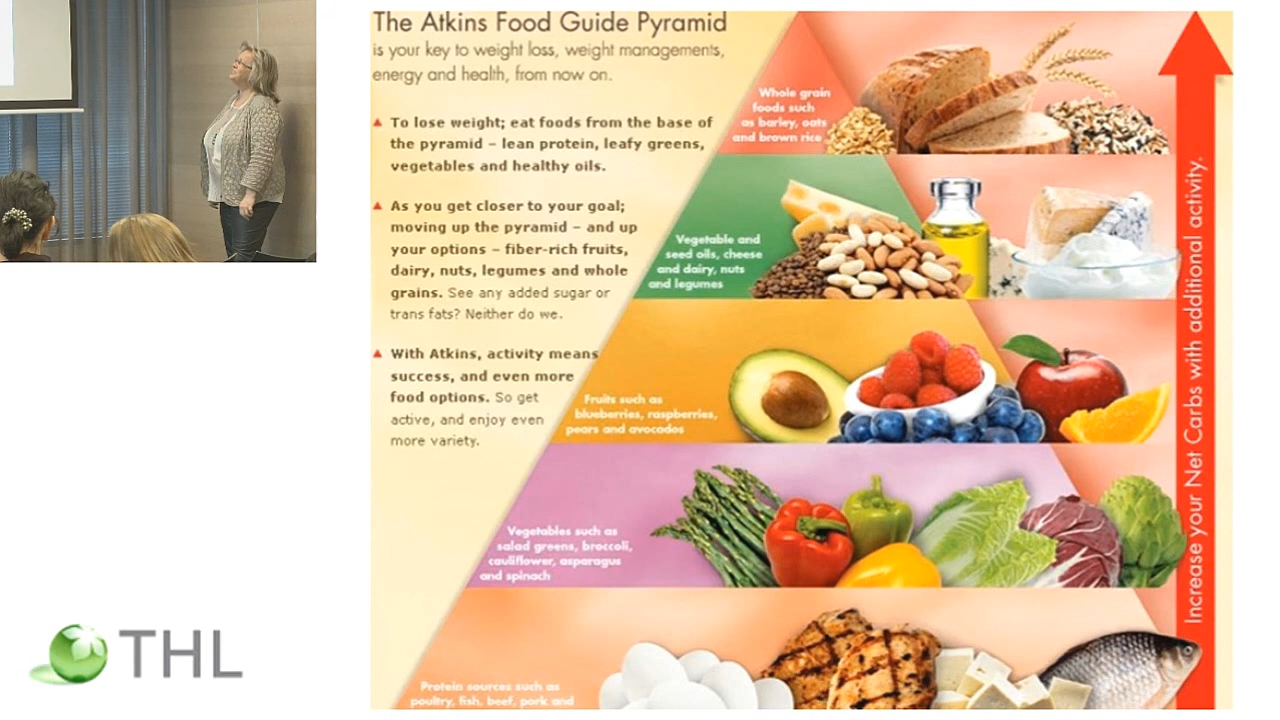 The Atkins Food Guide Pyramid
is your key to weight loss, weight managements,
energy and health, from now on.
▲ To lose weight; eat foods from the base of
the pyramid – lean protein, leafy greens,
vegetables and healthy oils.
▲ As you get closer to your goal;
moving up the pyramid – and up
your options – fiber-rich fruits,
dairy, nuts, legumes and whole
grains. See any added sugar or
trans fats? Neither do we.
▲ With Atkins, activity means
success, and even more
food options. So get
active, and enjoy even
more variety.
Whole grain
foods such
as barley, oats
and brown rice
Vegetable and
seed oils, cheese
and dairy, nuts
and legumes
Fruits such as
blueberries, raspberries,
pears and avocados
Vegetables such as
salad greens, broccoli,
cauliflower, asparagus
and spinach
Protein sources such as
poultry, fish, beef, pork and
Increase your Net Carbs with additional activity.
THL